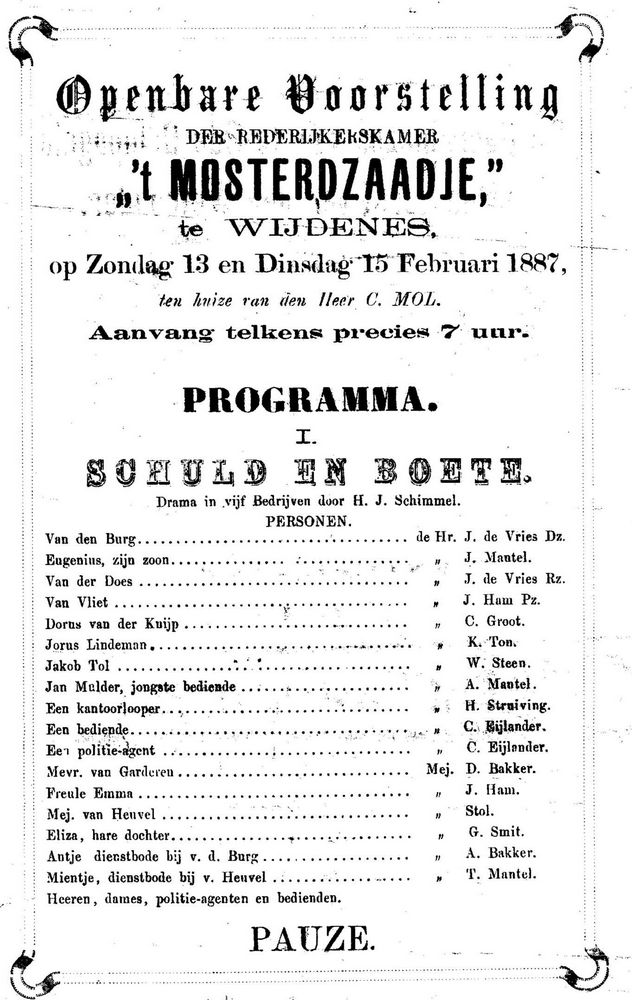 Openbare Voorstelling
DER REDERIJKERSKAMER
„'t MOSTERDZAADJE,”
te WIJDENES,
op Zondag 13 en Dinsdag 15 Februari 1887,
ten huize van den Heer C. MOL.
Aanvang telkens precies 7 uur.
PROGRAMMA.
I.
SCHULD EN BOETE.
Drama in vijf Bedrijven door H. J. Schimmel.
PERSONEN.
Van den Burg................................ de Hr. J. de Vries Dz.
Eugenius, zijn zoon............................ „ J. Mantel.
Van der Does ................................ „ J. de Vries Rz.
Van Vliet .................................. „ J. Ham Pz.
Dorus van der Knijp .......................... „ C. Groot.
Jorus Lindeman.............................. „ K. Ton.
Jakob Tol .................................. „ W. Steen.
Jan Mulder, jongste bediende .................... „ A. Mantel.
Een kantoorlooper............................ „ H. Struiving.
Een bediende................................ „ C. Eijlander.
Een politie-agent ............................ „ C. Eijlander.
Mevr. van Garderen .......................... Mej. D. Bakker.
Freule Emma ................................ „ J. Ham.
Mej. van Heuvel ............................ „ Stol.
Eliza, hare dochter............................ „ G. Smit.
Antje dienstbode bij v. d. Burg .................. „ A. Bakker.
Mientje, dienstbode bij v. Heuvel .................. „ T. Mantel.
Heeren, dames, politie-agenten en bedienden.
PAUZE.